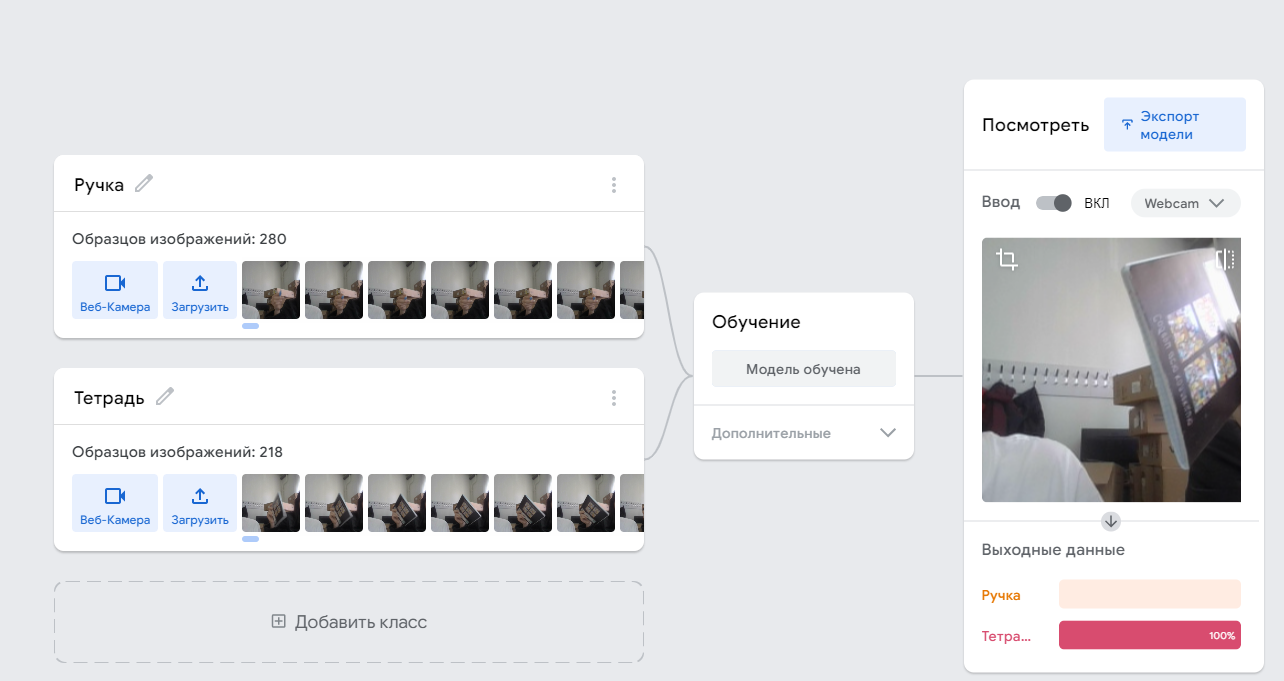 Ручка
Образцов изображений: 280
Веб-Камера
Загрузить
Тетрадь
Образцов изображений: 218
Веб-Камера
Загрузить
Добавить класс
Обучение
Модель обучена
Дополнительные
Посмотреть
Экспорт
модели
Ввод
ВКЛ
Webcam
Выходные данные
Ручка
Тетра...
100%